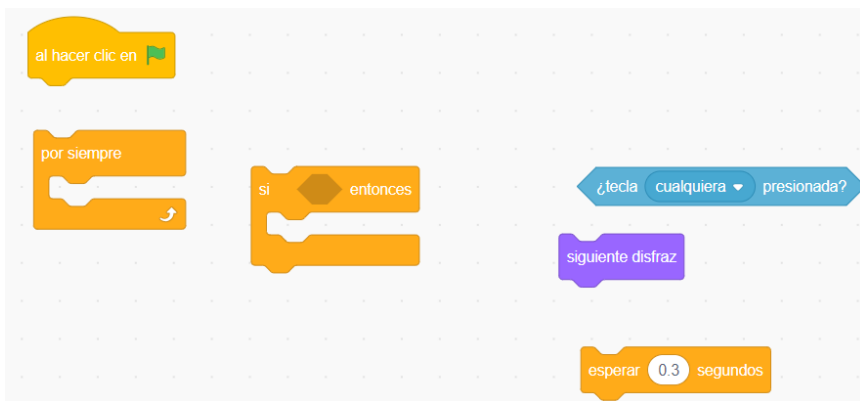 al hacer clic en
por siempre
si entonces
¿tecla cualquiera presionada?
siguiente disfraz
esperar 0.3 segundos